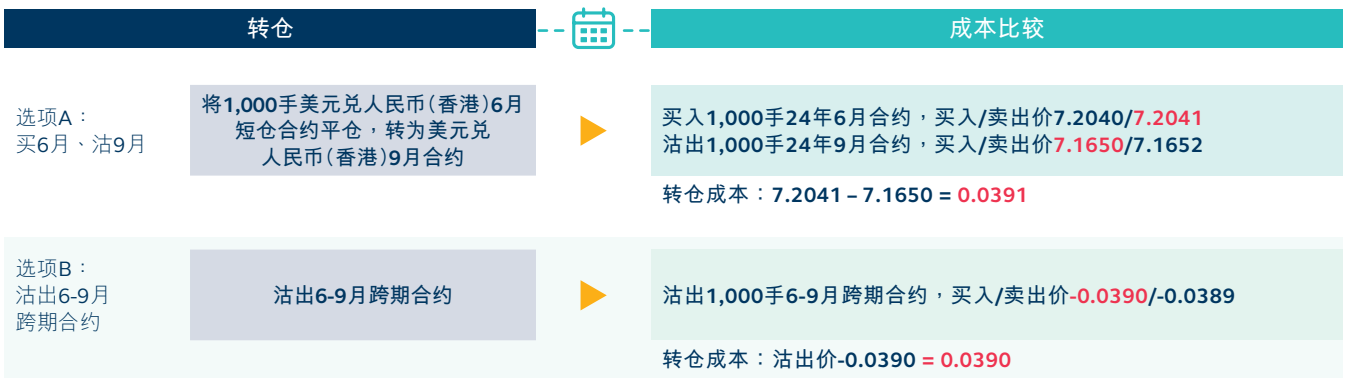 转仓
成本比较
选项A：
买6月、沽9月
将1,000手美元兑人民币（香港）6月
短仓合约平仓，转为美元兑
人民币（香港）9月合约
买入1,000手24年6月合约，买入/卖出价7.2040/7.2041
沽出1,000手24年9月合约，买入/卖出价7.1650/7.1652
转仓成本：7.2041 – 7.1650 = 0.0391
选项B：
沽出6-9月
跨期合约
沽出6-9月跨期合约
沽出1,000手6-9月跨期合约，买入/卖出价-0.0390/-0.0389
转仓成本：沽出价-0.0390 = 0.0390